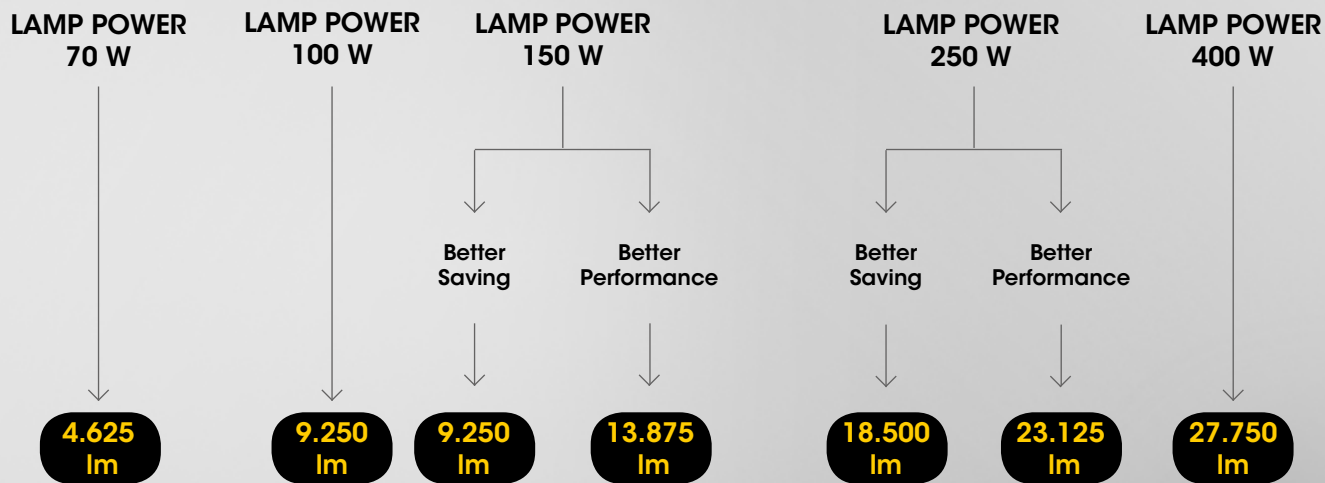 LAMP POWER
70 W
LAMP POWER
100 W
LAMP POWER
150 W
LAMP POWER
250 W
LAMP POWER
400 W
Better
Saving
Better
Performance
Better
Saving
Better
Performance
4.625
lm
9.250
lm
9.250
lm
13.875
lm
18.500
lm
23.125
lm
27.750
lm